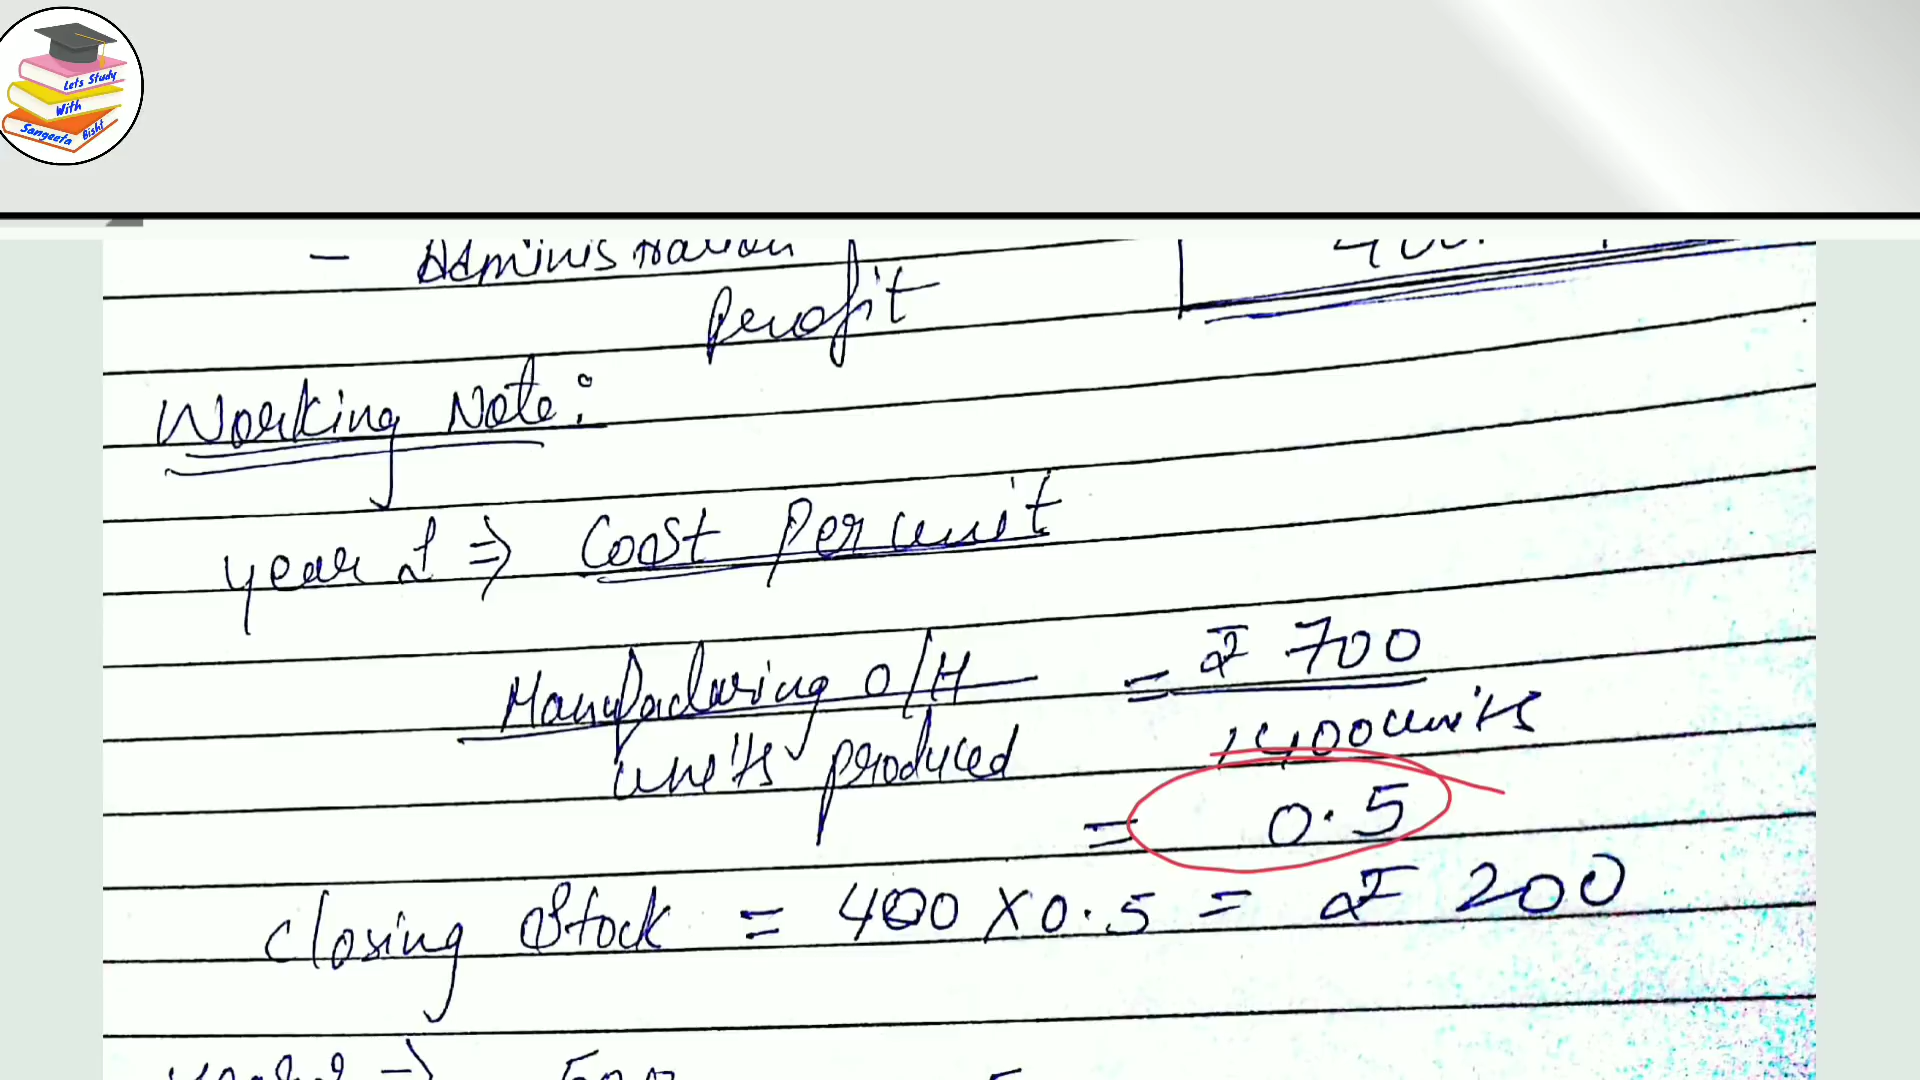 Lets Study
With
Sangeeta Bisht
- Administration
Profit
Working Note:
year 1 ⇒ Cost Per unit
Manufacturing O/H = ₹ 700
units produced 1400 units
= 0.5
Closing Stock = 400 X 0.5 = ₹ 200